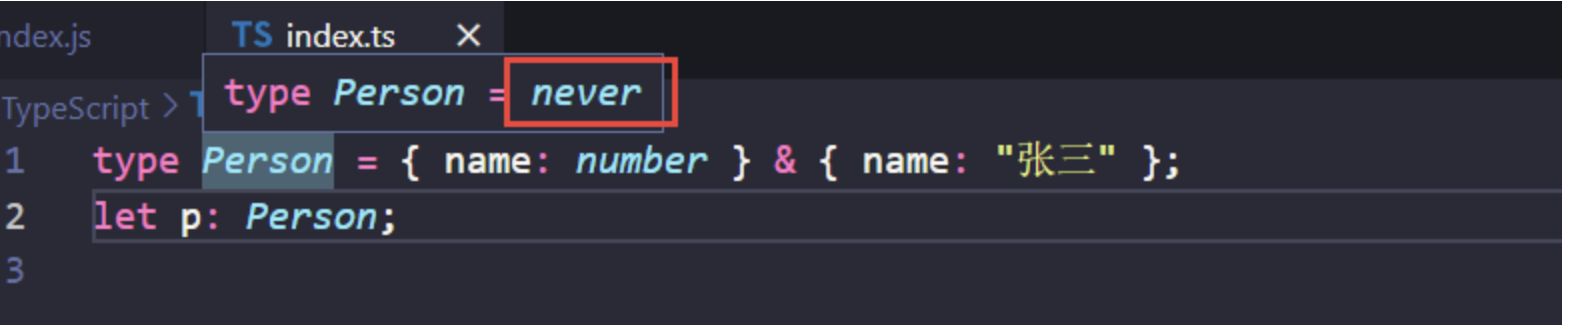 ndex.js
TS index.ts ×
type Person = never
TypeScript >
1 type Person = { name: number } & { name: "张三" };
2 let p: Person;
3